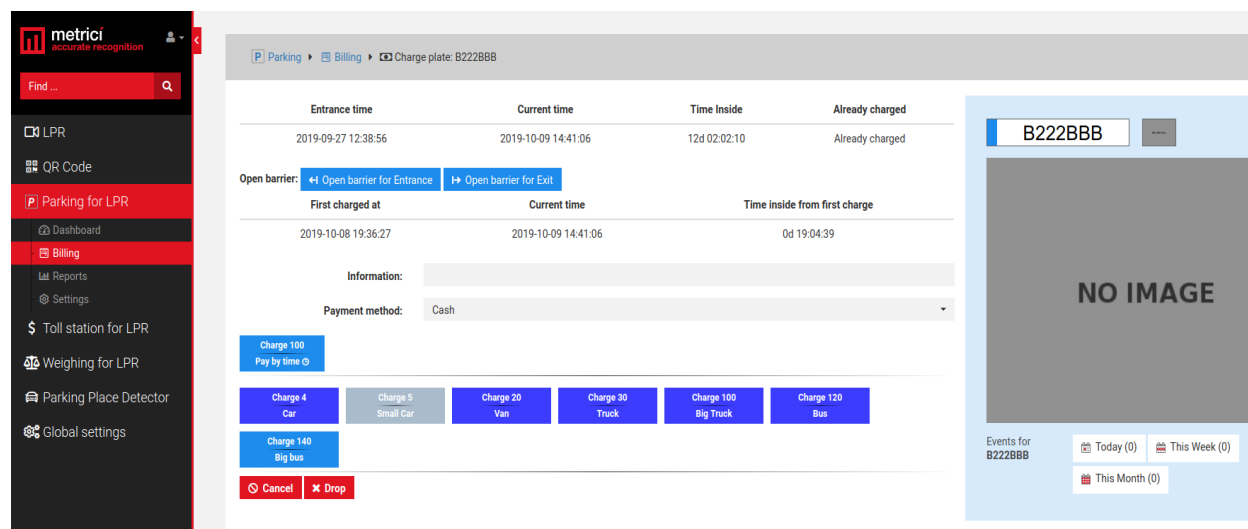 metrici
accurate recognition
Find ...
LPR
QR Code
P Parking for LPR
Dashboard
Billing
Reports
Settings
$ Toll station for LPR
Weighing for LPR
Parking Place Detector
Global settings
P Parking Billing Charge plate: B222BBB
Entrance time Current time Time Inside Already charged
2019-09-27 12:38:56 2019-10-09 14:41:06 12d 02:02:10 Already charged
Open barrier: Open barrier for Entrance Open barrier for Exit
First charged at Current time Time inside from first charge
2019-10-08 19:36:27 2019-10-09 14:41:06 0d 19:04:39
Information:
Payment method: Cash
Charge 100
Pay by time
Charge 4 Charge 5 Charge 20 Charge 30 Charge 100 Charge 120
Car Small Car Van Truck Big Truck Bus
Charge 140
Big bus
Cancel Drop
B222BBB
NO IMAGE
Events for
B222BBB
Today (0) This Week (0)
This Month (0)